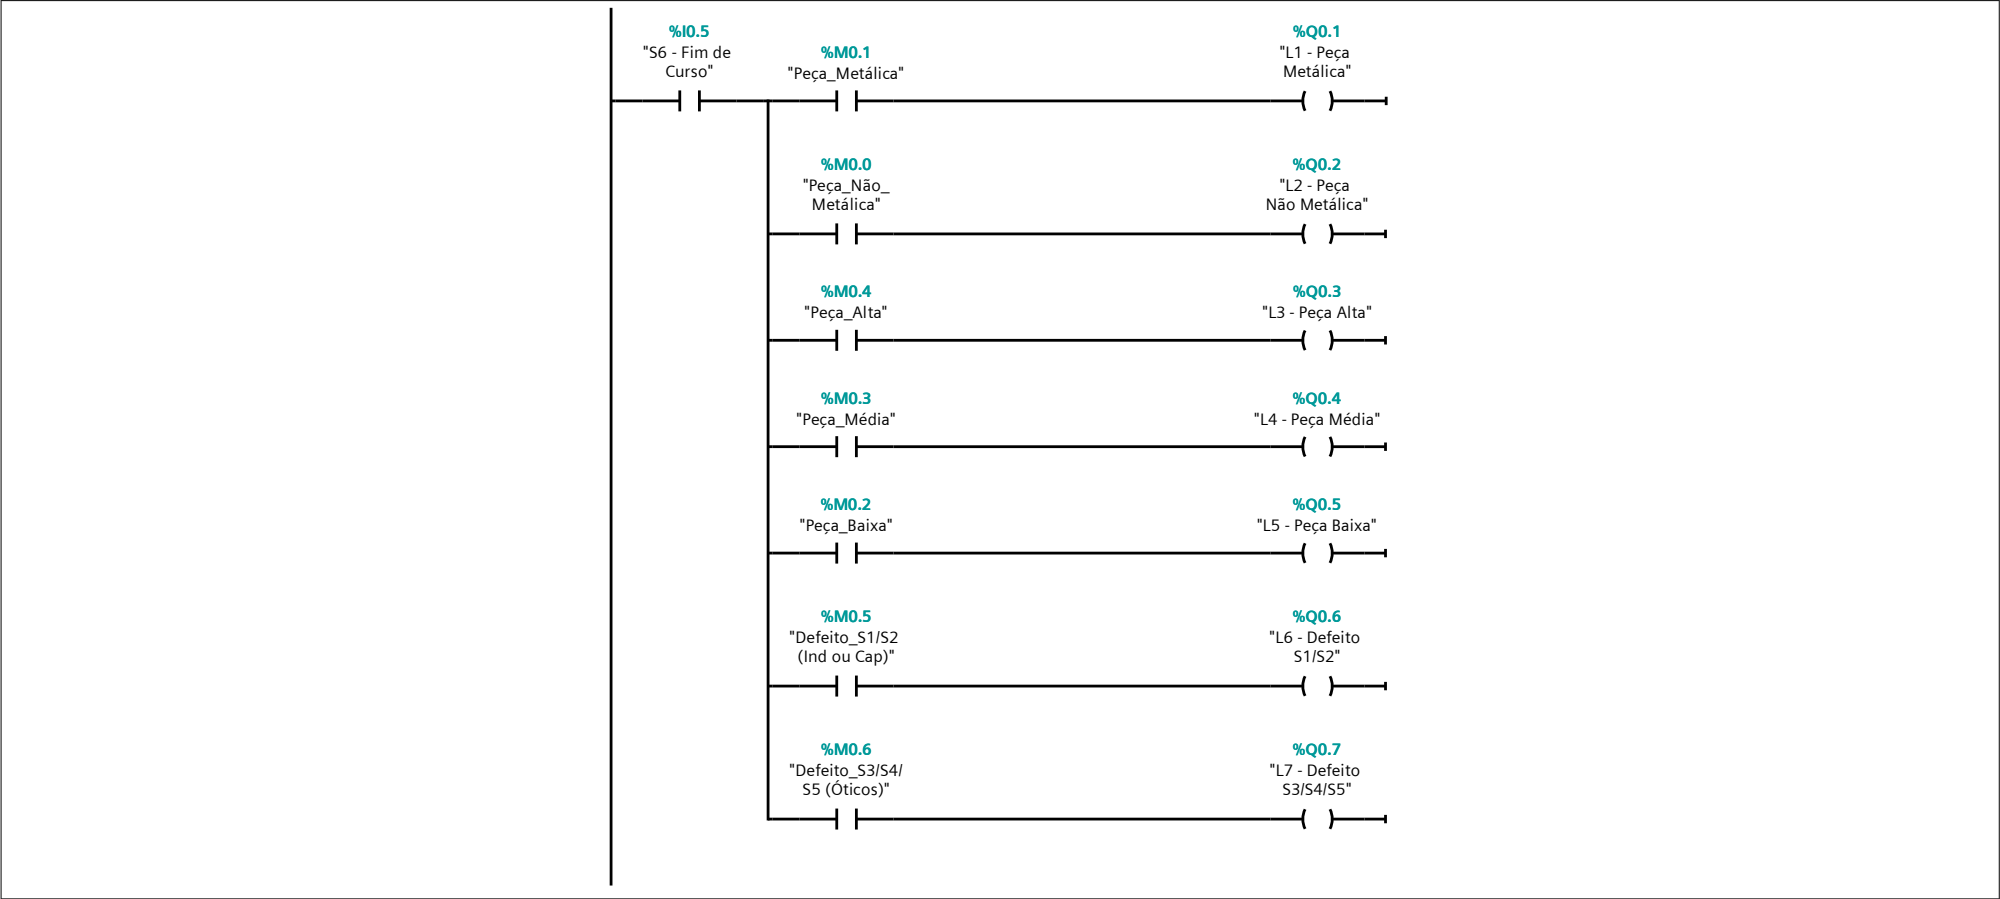 %I0.5
"S6 - Fim de
Curso"
%M0.1
"Peça_Metálica"
%Q0.1
"L1 - Peça
Metálica"
%M0.0
"Peça_Não_
Metálica"
%Q0.2
"L2 - Peça
Não Metálica"
%M0.4
"Peça_Alta"
%Q0.3
"L3 - Peça Alta"
%M0.3
"Peça_Média"
%Q0.4
"L4 - Peça Média"
%M0.2
"Peça_Baixa"
%Q0.5
"L5 - Peça Baixa"
%M0.5
"Defeito_S1/S2
(Ind ou Cap)"
%Q0.6
"L6 - Defeito
S1/S2"
%M0.6
"Defeito_S3/S4/
S5 (Óticos)"
%Q0.7
"L7 - Defeito
S3/S4/S5"